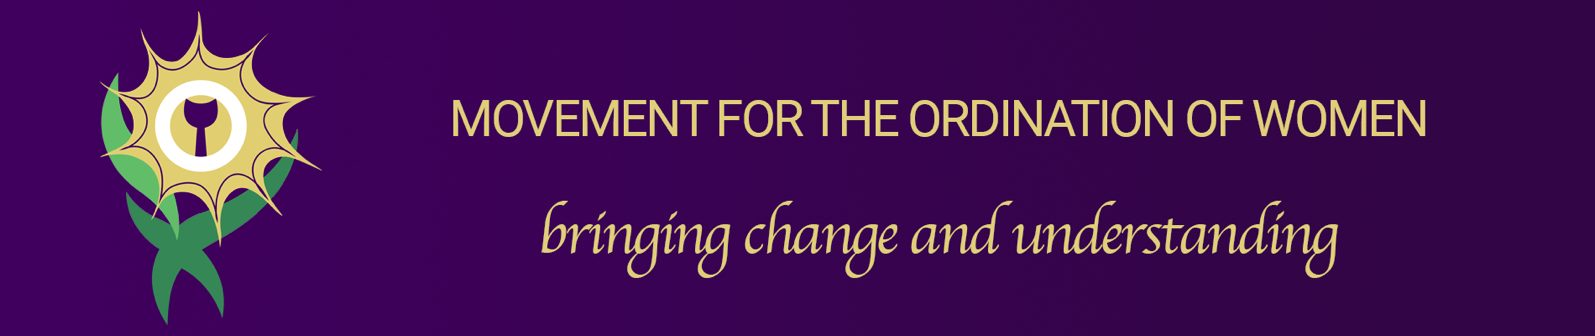 MOVEMENT FOR THE ORDINATION OF WOMEN
bringing change and understanding